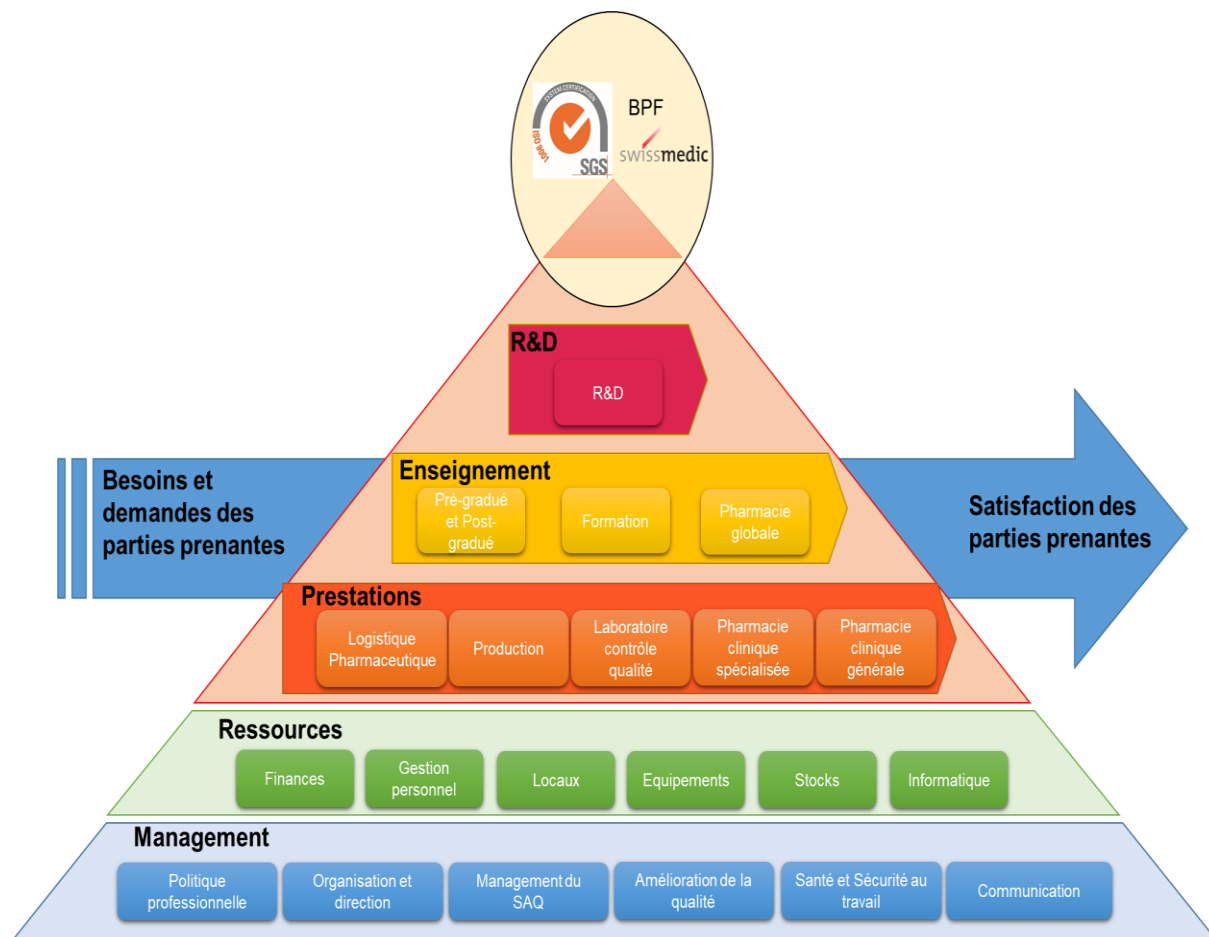 SYSTEM CERTIFICATION
ISO 9001
SGS
BPF
swissmedic
R&D
R&D
Besoins et
demandes des
parties prenantes
Enseignement
Pré-gradué
et Post-
gradué
Formation
Pharmacie
globale
Satisfaction des
parties prenantes
Prestations
Logistique
Pharmaceutique
Production
Laboratoire
contrôle
qualité
Pharmacie
clinique
spécialisée
Pharmacie
clinique
générale
Ressources
Finances
Gestion
personnel
Locaux
Equipements
Stocks
Informatique
Management
Politique
professionnelle
Organisation et
direction
Management du
SAQ
Amélioration de la
qualité
Santé et Sécurité au
travail
Communication